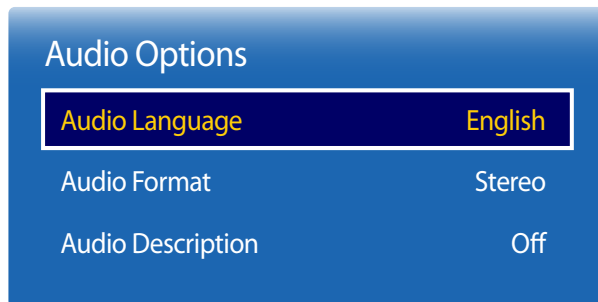 Audio Options
Audio Language English
Audio Format Stereo
Audio Description Off